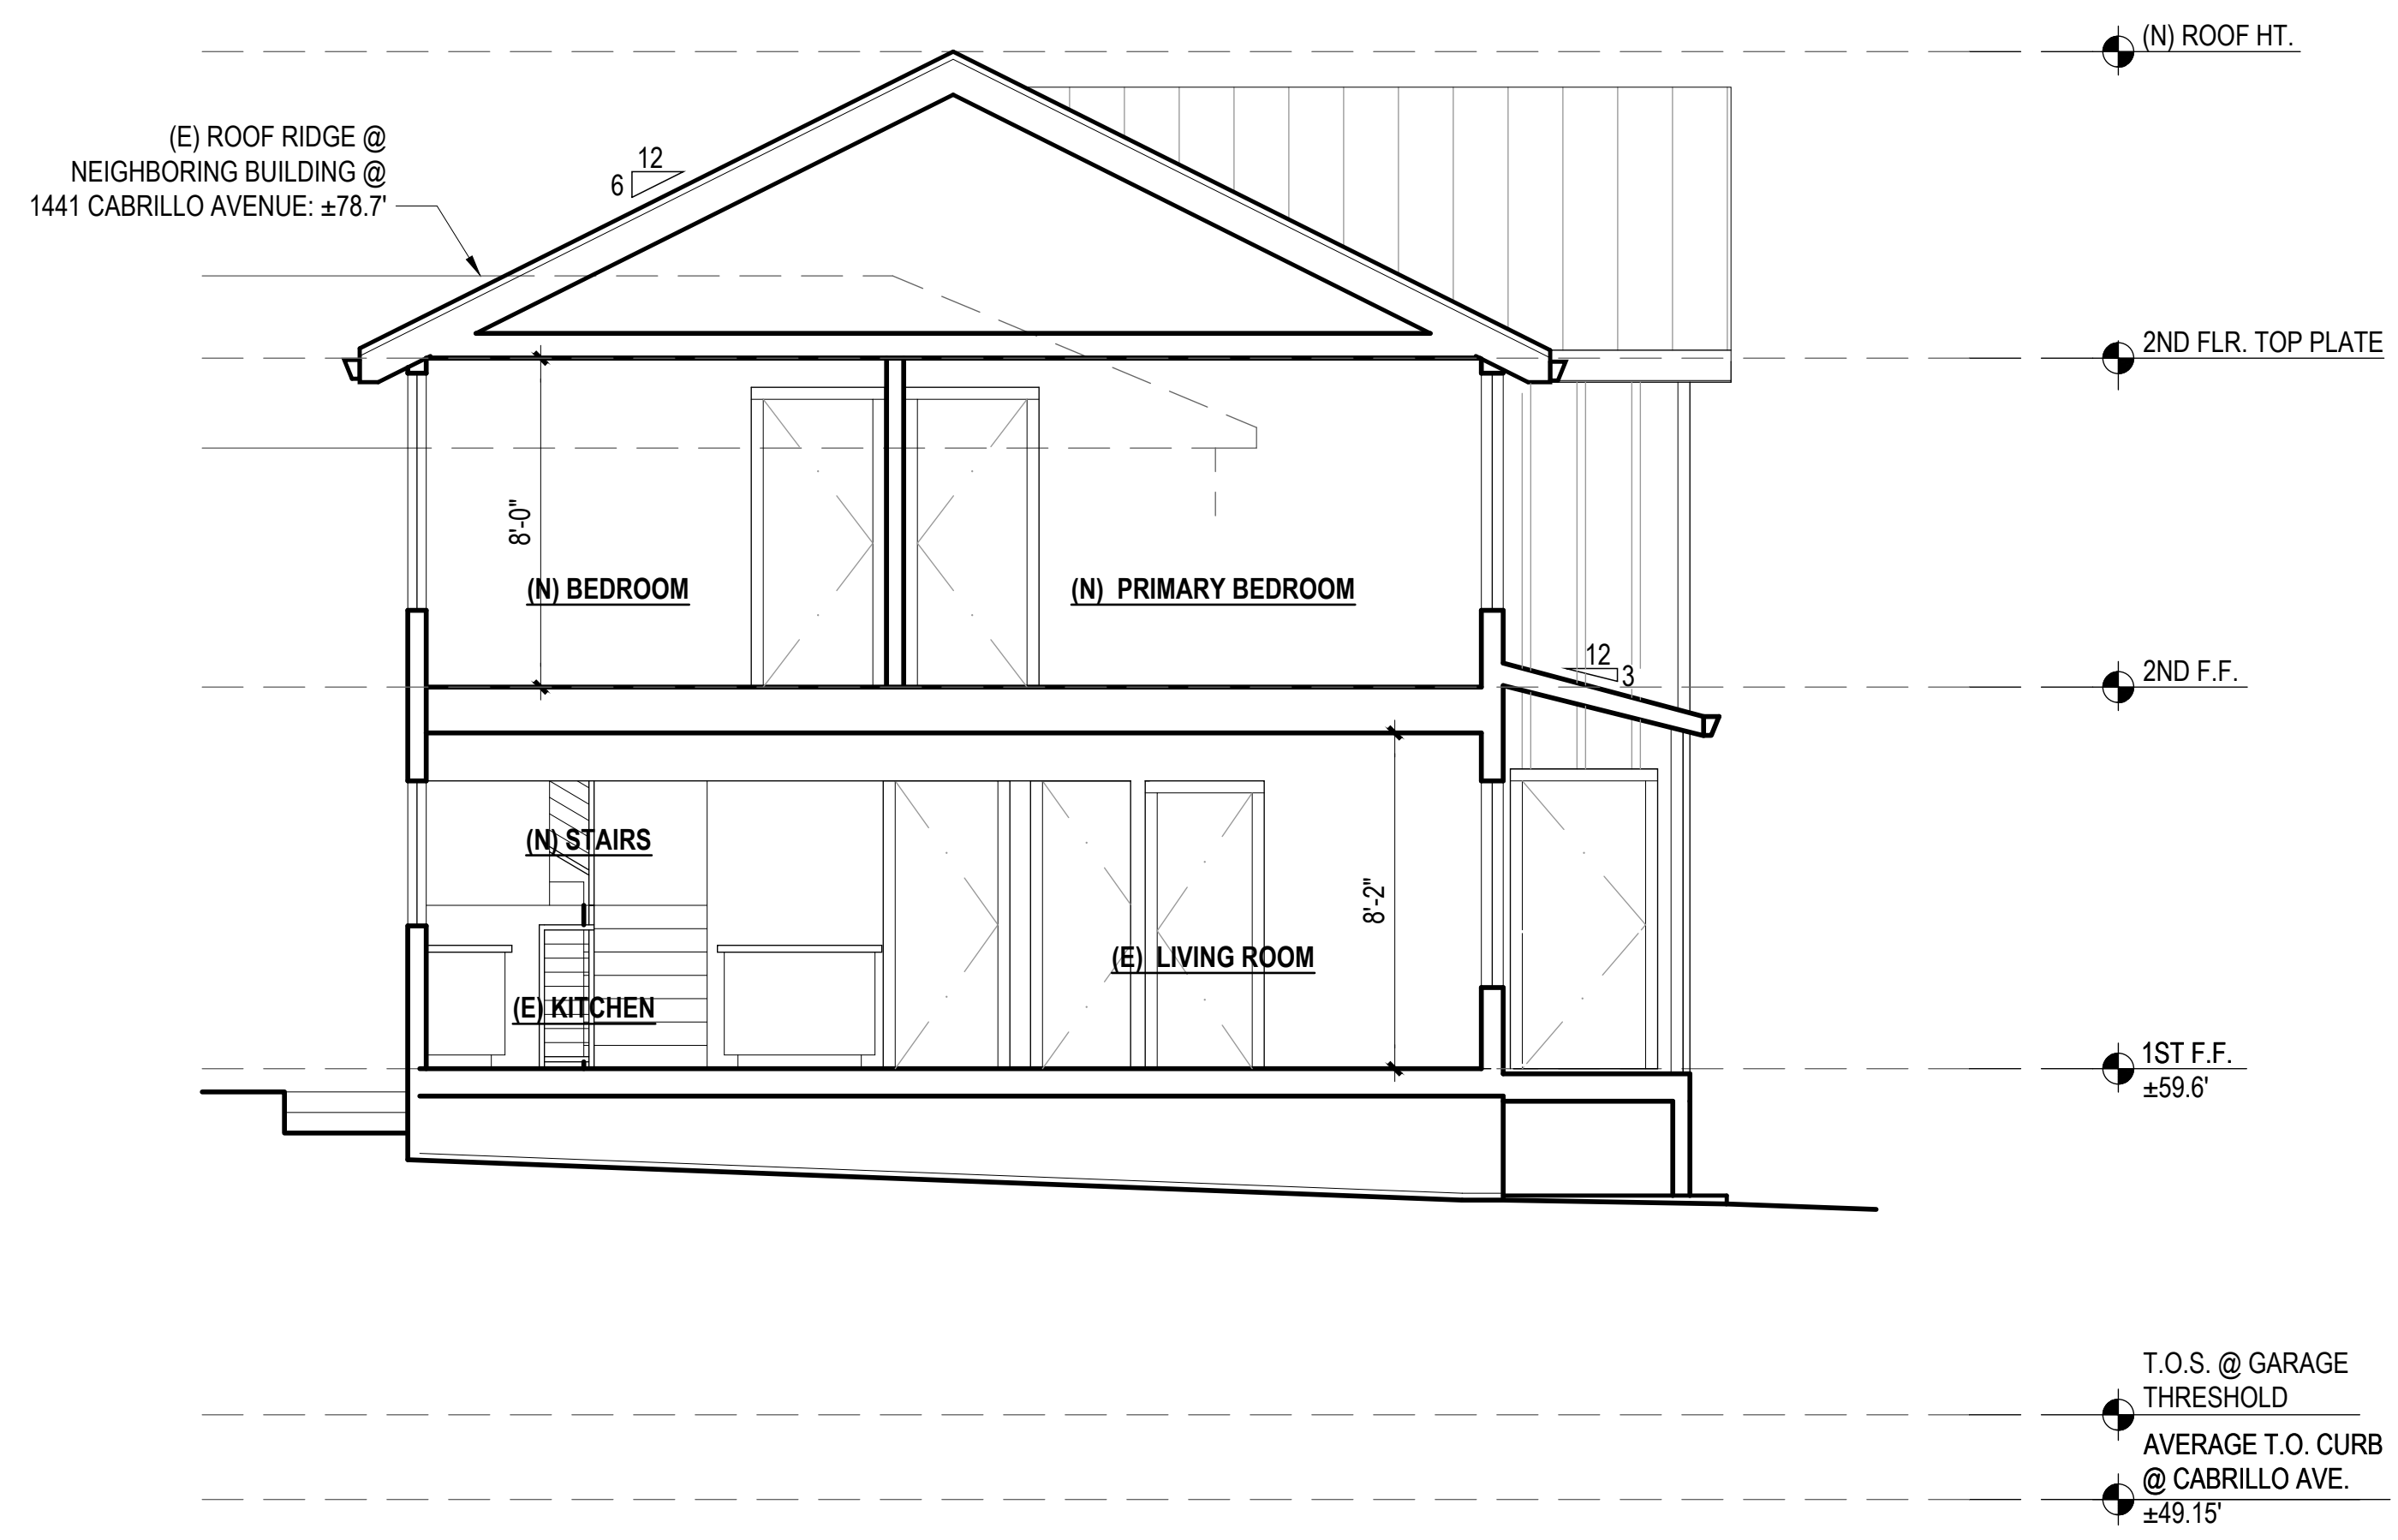 (N) ROOF HT.
(E) ROOF RIDGE @
NEIGHBORING BUILDING @
1441 CABRILLO AVENUE: ±78.7'
12
6
2ND FLR. TOP PLATE
8'-0"
(N) BEDROOM
(N) PRIMARY BEDROOM
12
3
2ND F.F.
(N) STAIRS
8'-2"
(E) LIVING ROOM
(E) KITCHEN
1ST F.F.
±59.6'
T.O.S. @ GARAGE
THRESHOLD
AVERAGE T.O. CURB
@ CABRILLO AVE.
±49.15'